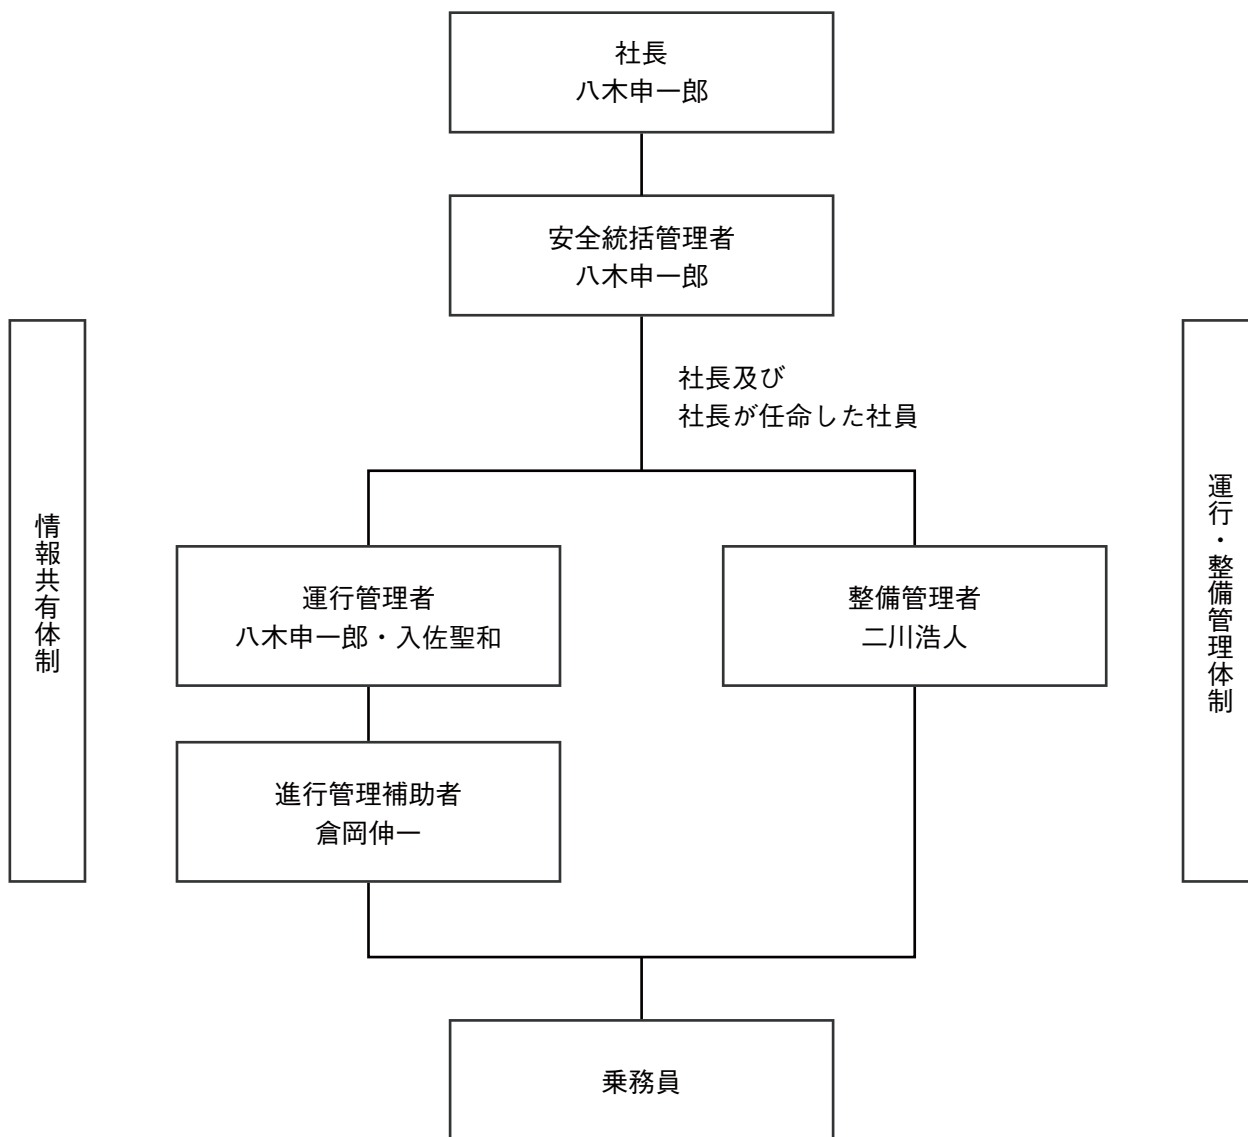 社長
八木申一郎
安全統括管理者
八木申一郎
社長及び
社長が任命した社員
情報共有体制
運行・整備管理体制
運行管理者
八木申一郎・入佐聖和
整備管理者
二川浩人
進行管理補助者
倉岡伸一
乗務員